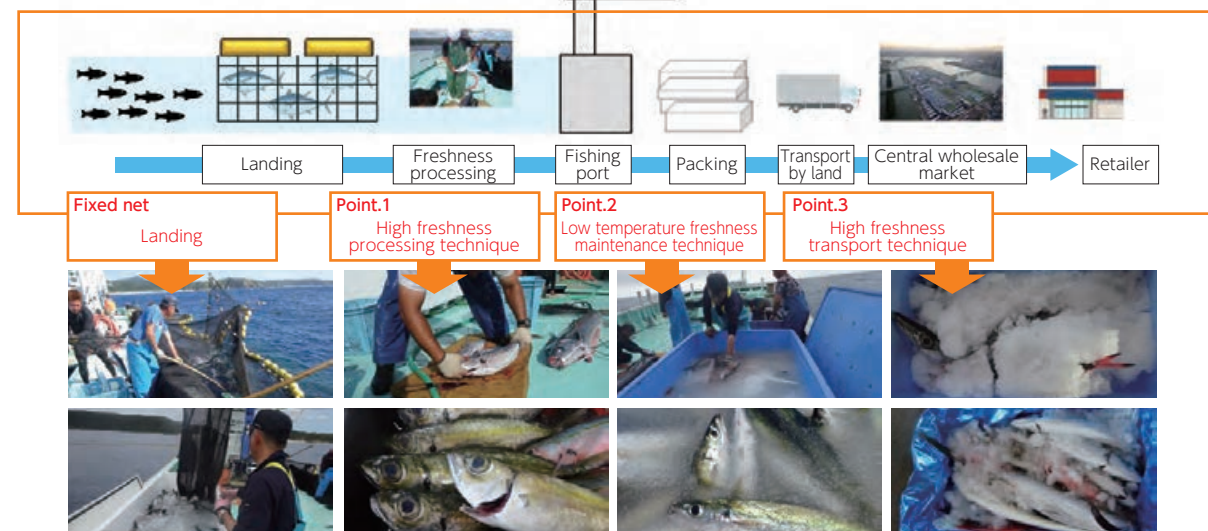 Landing
Freshness
processing
Fishing
port
Packing
Transport
by land
Central wholesale
market
Retailer
Fixed net
Landing
Point.1
High freshness
processing technique
Point.2
Low temperature freshness
maintenance technique
Point.3
High freshness
transport technique